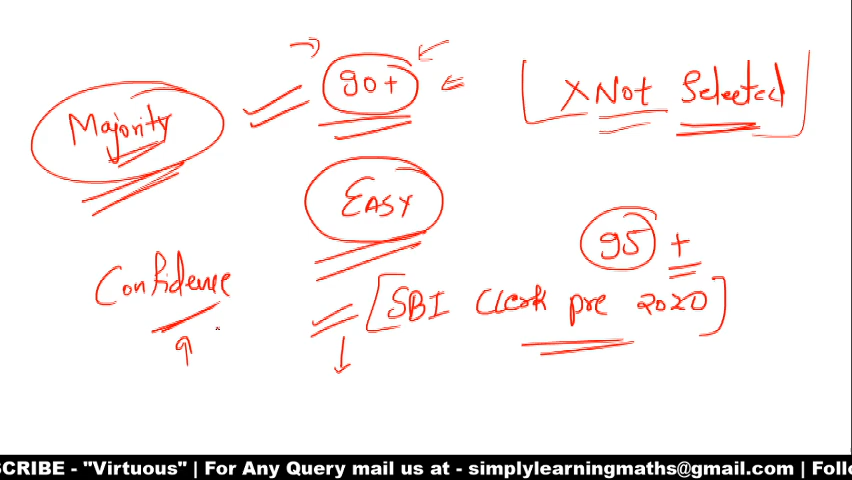 90+
Majority
X Not Selected
EASY
95 +
Confidence
[SBI Clerk pre 2020]
SCRIBE - "Virtuous" | For Any Query mail us at - simplylearningmaths@gmail.com | Follo